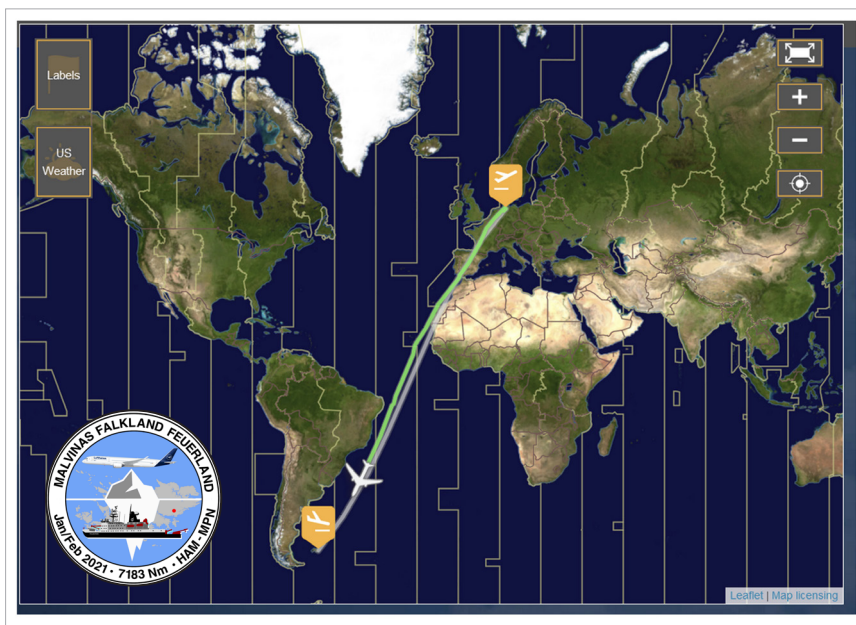 Labels
US
Weather
+
−
MALVINAS FALKLAND FEUERLAND
Jan/Feb 2021 · 7183 Nm · HAM-MPN
Leaflet | Map licensing